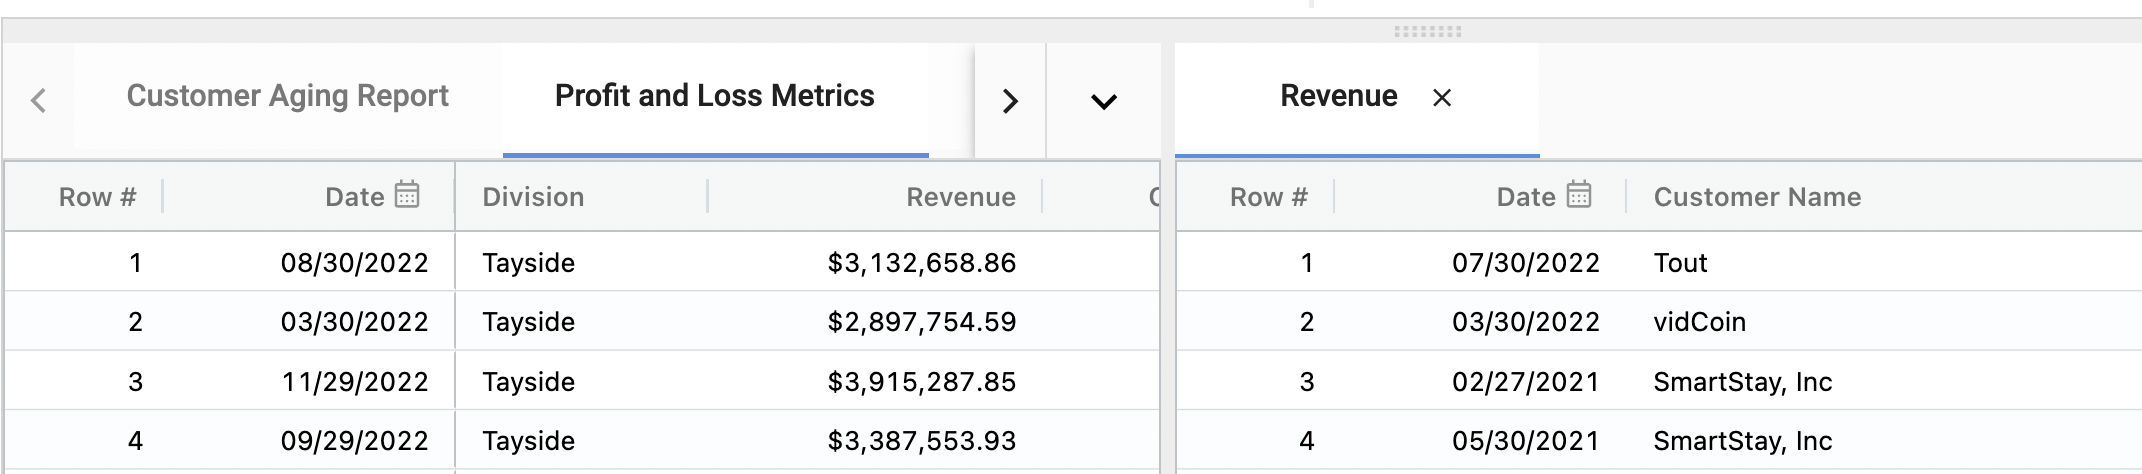 Customer Aging Report Profit and Loss Metrics
Row # Date Division Revenue
1 08/30/2022 Tayside $3,132,658.86
2 03/30/2022 Tayside $2,897,754.59
3 11/29/2022 Tayside $3,915,287.85
4 09/29/2022 Tayside $3,387,553.93
Revenue
Row # Date Customer Name
1 07/30/2022 Tout
2 03/30/2022 vidCoin
3 02/27/2021 SmartStay, Inc
4 05/30/2021 SmartStay, Inc